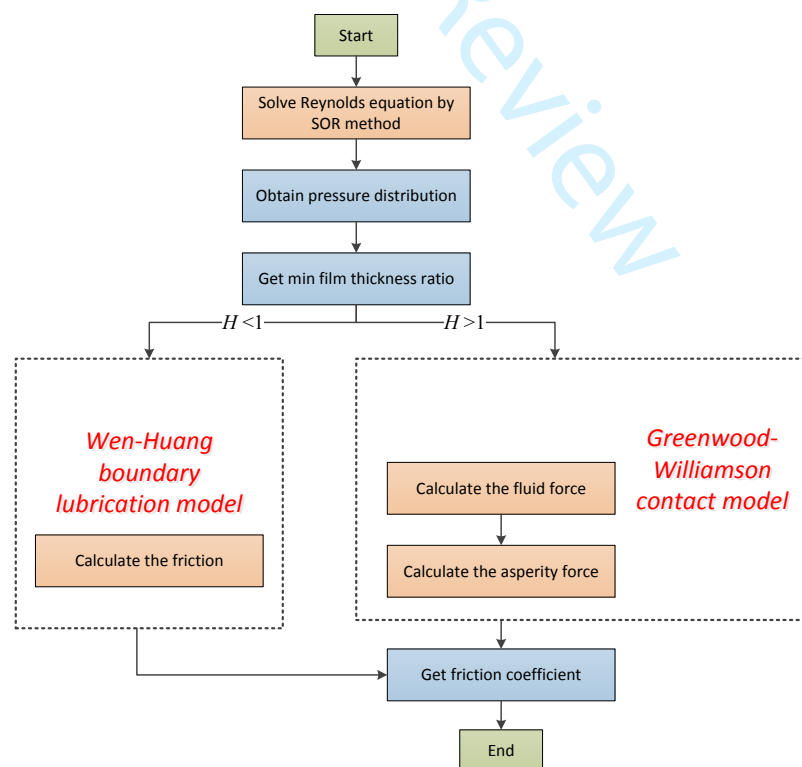 Review
Start
Solve Reynolds equation by
SOR method
Obtain pressure distribution
Get min film thickness ratio
H <1
H >1
Wen-Huang
boundary
lubrication model
Calculate the friction
Greenwood-
Williamson
contact model
Calculate the fluid force
Calculate the asperity force
Get friction coefficient
End